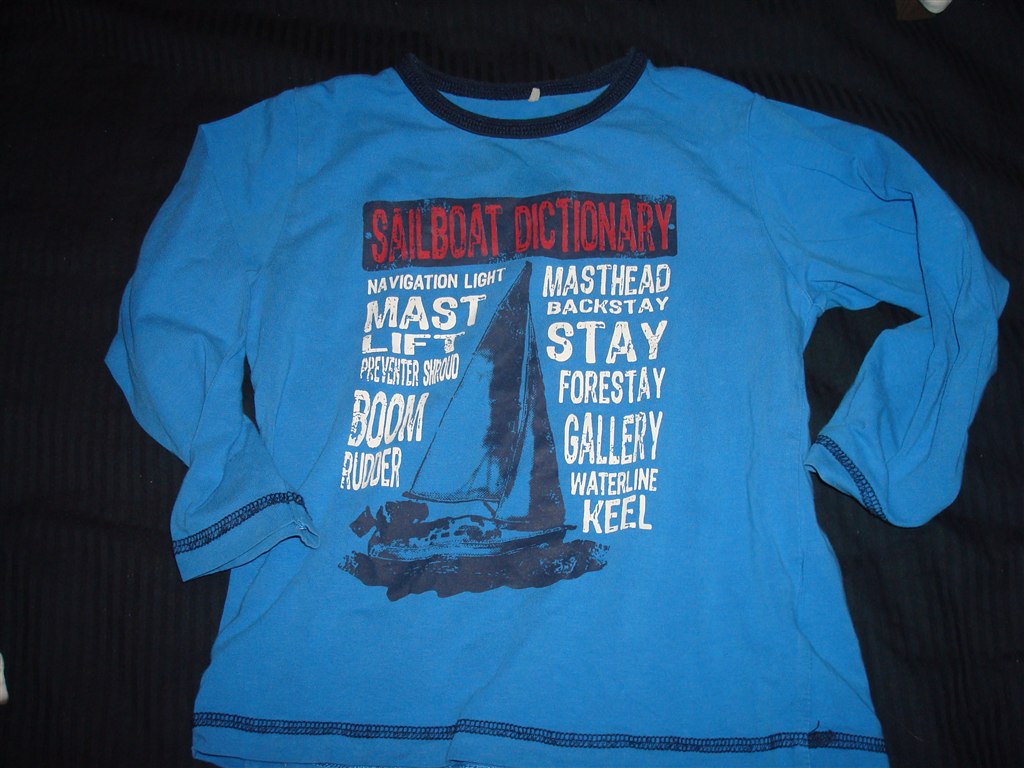 SAILBOAT DICTIONARY
NAVIGATION LIGHT
MAST
LIFT
PREVENTER SHROUD
BOOM
RUDDER
MASTHEAD
BACKSTAY
STAY
FORESTAY
GALLERY
WATERLINE
KEEL